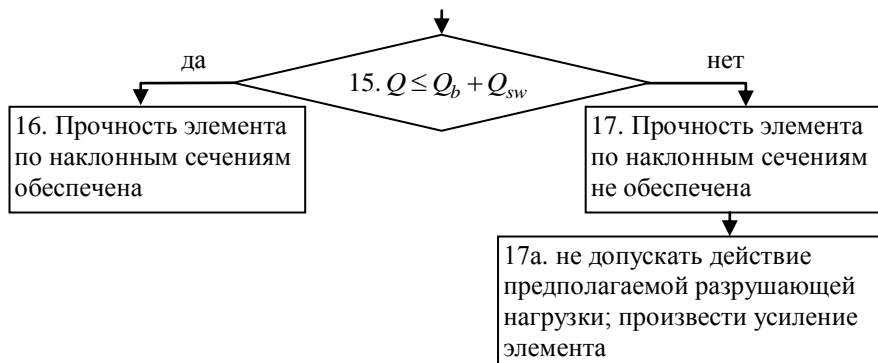 да
нет
15. Q ≤ Q_b + Q_sw
16. Прочность элемента
по наклонным сечениям
обеспечена
17. Прочность элемента
по наклонным сечениям
не обеспечена
17а. не допускать действие
предполагаемой разрушающей
нагрузки; произвести усиление
элемента